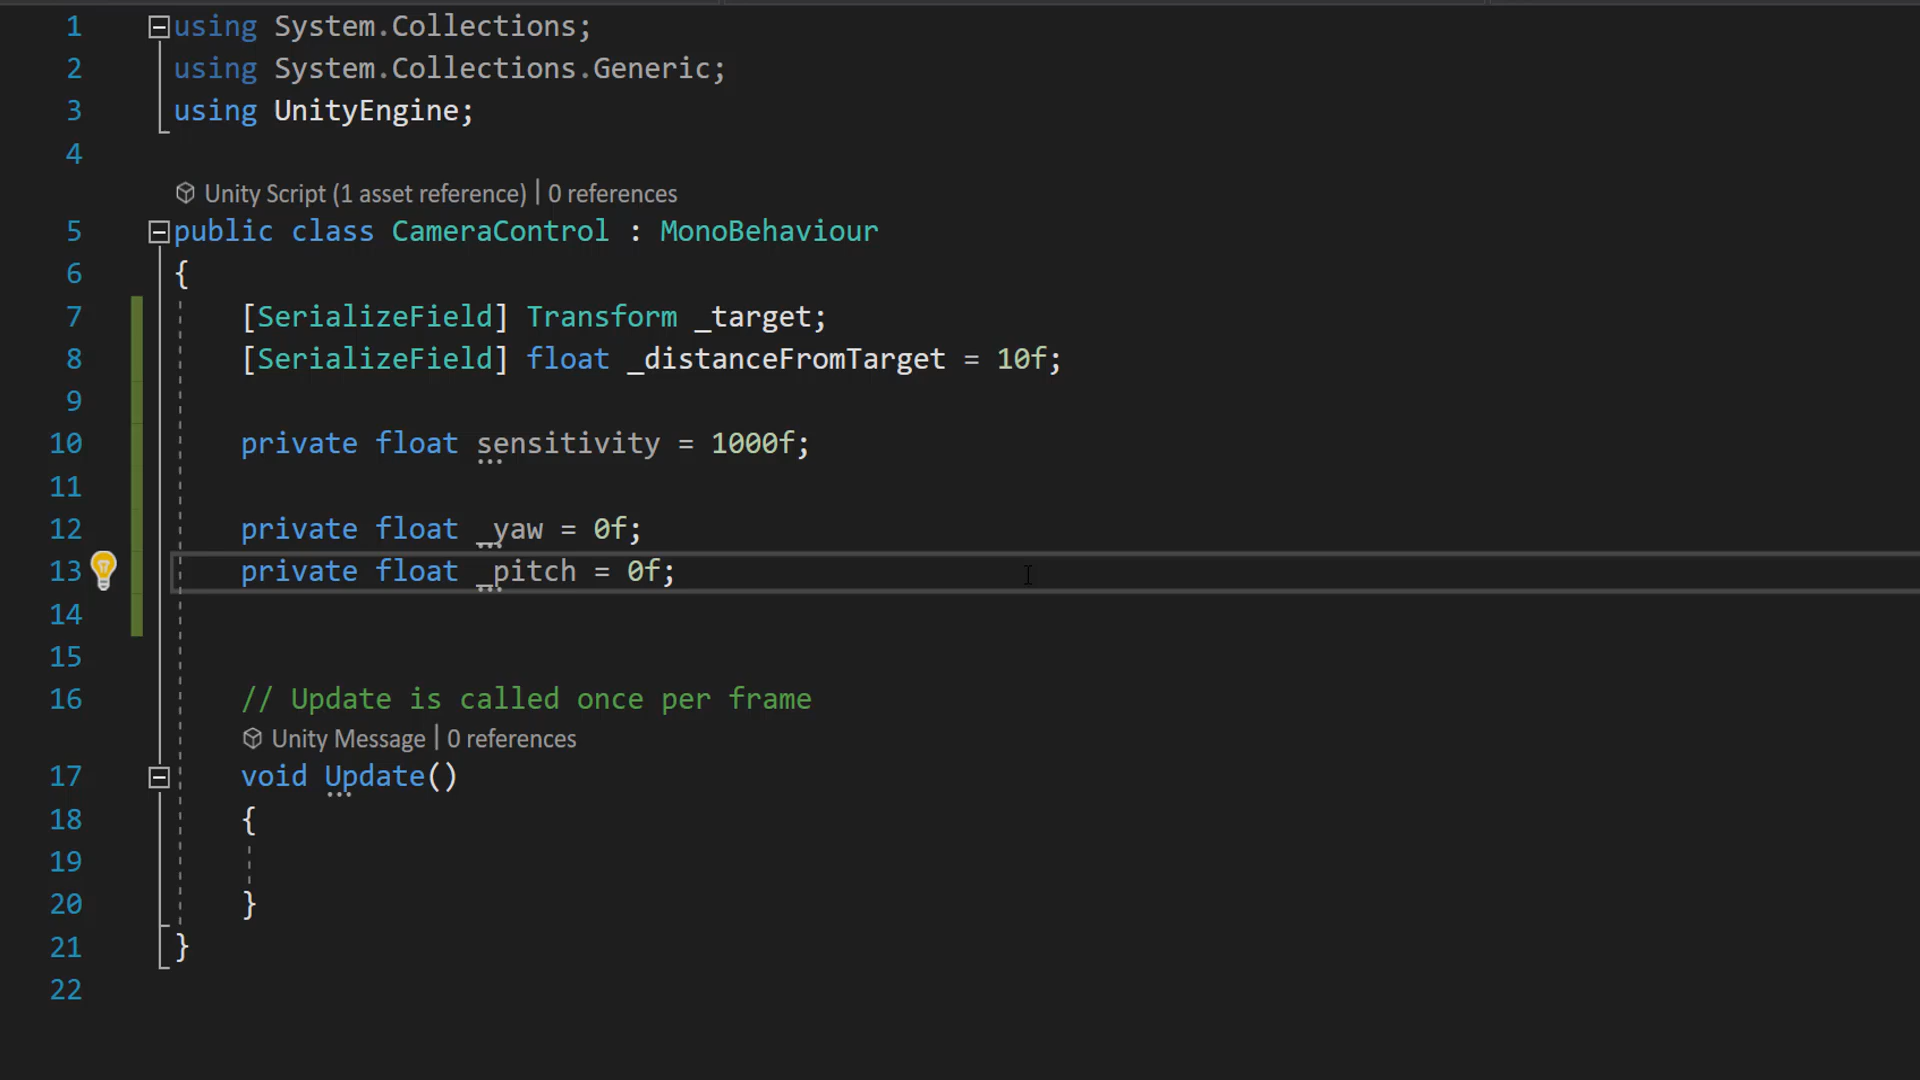 1 using System.Collections;
2 using System.Collections.Generic;
3 using UnityEngine;
4
Unity Script (1 asset reference) | 0 references
5 public class CameraControl : MonoBehaviour
6 {
7 [SerializeField] Transform _target;
8 [SerializeField] float _distanceFromTarget = 10f;
9
10 private float sensitivity = 1000f;
11
12 private float _yaw = 0f;
13 private float _pitch = 0f;
14
15
16 // Update is called once per frame
Unity Message | 0 references
17 void Update()
18 {
19
20 }
21 }
22